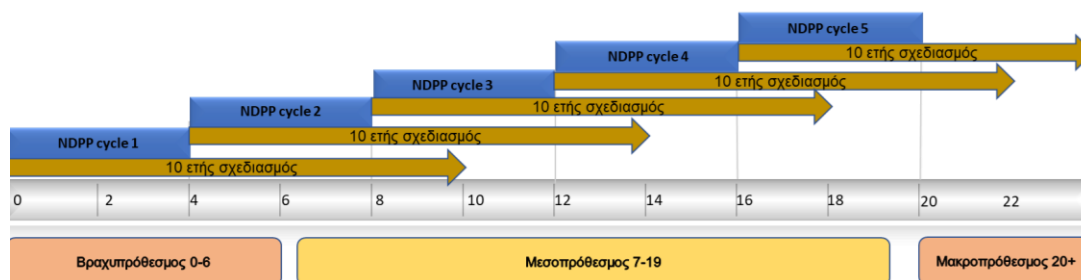 NDPP cycle 5
10 ετής σχεδιασμός
NDPP cycle 4
10 ετής σχεδιασμός
NDPP cycle 3
10 ετής σχεδιασμός
NDPP cycle 2
10 ετής σχεδιασμός
NDPP cycle 1
10 ετής σχεδιασμός
0 2 4 6 8 10 12 14 16 18 20 22
Βραχυπρόθεσμος 0-6 Μεσοπρόθεσμος 7-19 Μακροπρόθεσμος 20+